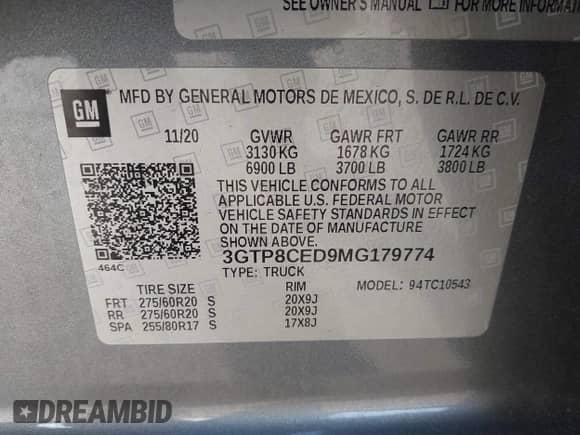 SEE OWNER'S MANUAL FOR MORE INFORMATION
GM
MFD BY GENERAL MOTORS DE MEXICO, S. DE R.L. DE C.V.
11/20 GVWR GAWR FRT GAWR RR
3130 KG 1678 KG 1724 KG
6900 LB 3700 LB 3800 LB
THIS VEHICLE CONFORMS TO ALL
APPLICABLE U.S. FEDERAL MOTOR
VEHICLE SAFETY STANDARDS IN EFFECT
ON THE DATE OF MANUFACTURE
SHOWN ABOVE.
464C
3GTP8CED9MG179774
TYPE: TRUCK
MODEL: 94TC10543
TIRE SIZE RIM
FRT 275/60R20 S 20X9J
RR 275/60R20 S 20X9J
SPA 255/80R17 S 17X8J
DREAMBID